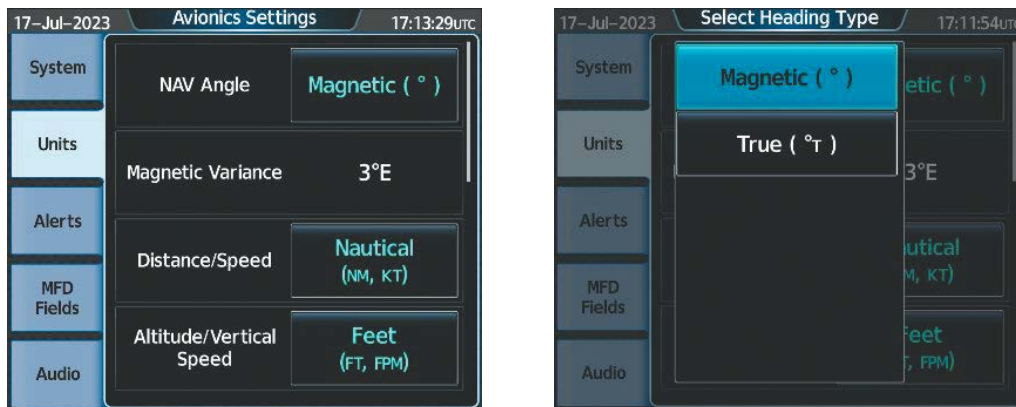 17-Jul-2023 Avionics Settings 17:13:29UTC
System
NAV Angle Magnetic ( ° )
Units
Magnetic Variance 3°E
Alerts
Distance/Speed Nautical
(NM, KT)
MFD
Fields
Altitude/Vertical
Speed
Feet
(FT, FPM)
Audio
17-Jul-2023 Select Heading Type 17:11:54UTC
System
Magnetic ( ° )
etic ( ° )
Units
True ( °T )
3°E
Alerts
utical
M, KT)
MFD
Fields
Feet
, FPM)
Audio